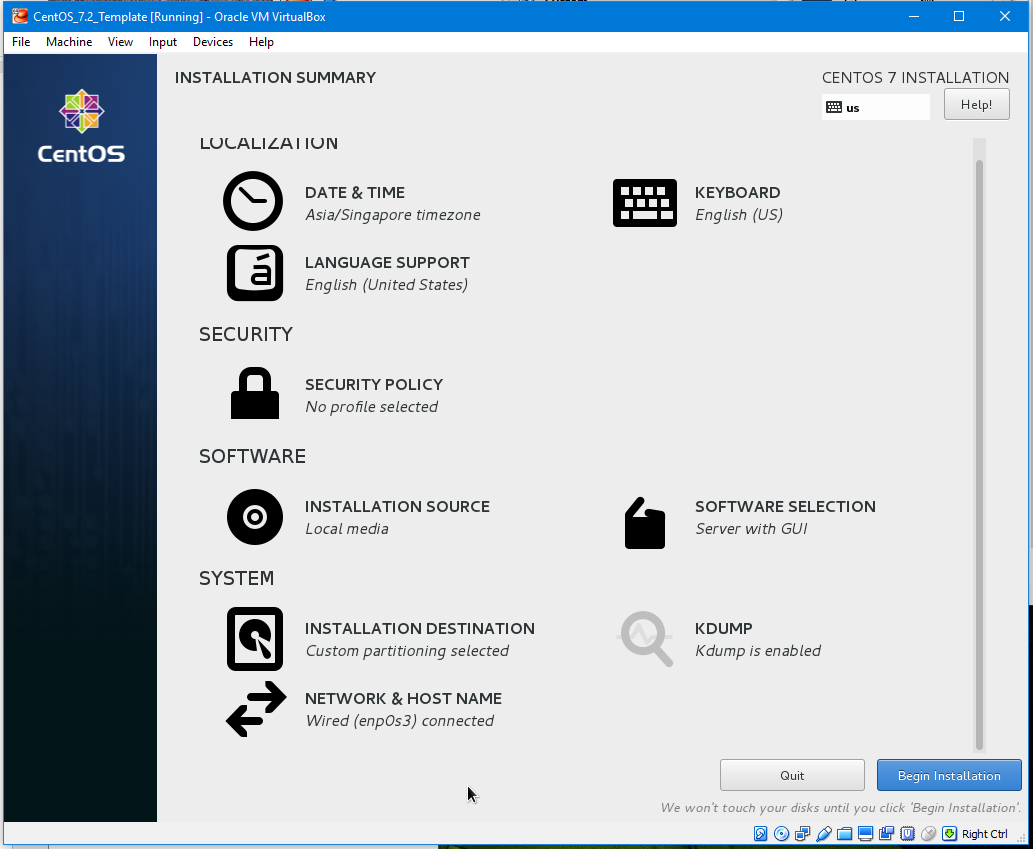 CentOS_7.2_Template [Running] - Oracle VM VirtualBox
File Machine View Input Devices Help
INSTALLATION SUMMARY
CENTOS 7 INSTALLATION
us
Help!
CentOS
LOCALIZATION
DATE & TIME
Asia/Singapore timezone
KEYBOARD
English (US)
á
LANGUAGE SUPPORT
English (United States)
SECURITY
SECURITY POLICY
No profile selected
SOFTWARE
INSTALLATION SOURCE
Local media
SOFTWARE SELECTION
Server with GUI
SYSTEM
INSTALLATION DESTINATION
Custom partitioning selected
KDUMP
Kdump is enabled
NETWORK & HOST NAME
Wired (enp0s3) connected
Quit
Begin Installation
We won't touch your disks until you click 'Begin Installation'.
Right Ctrl